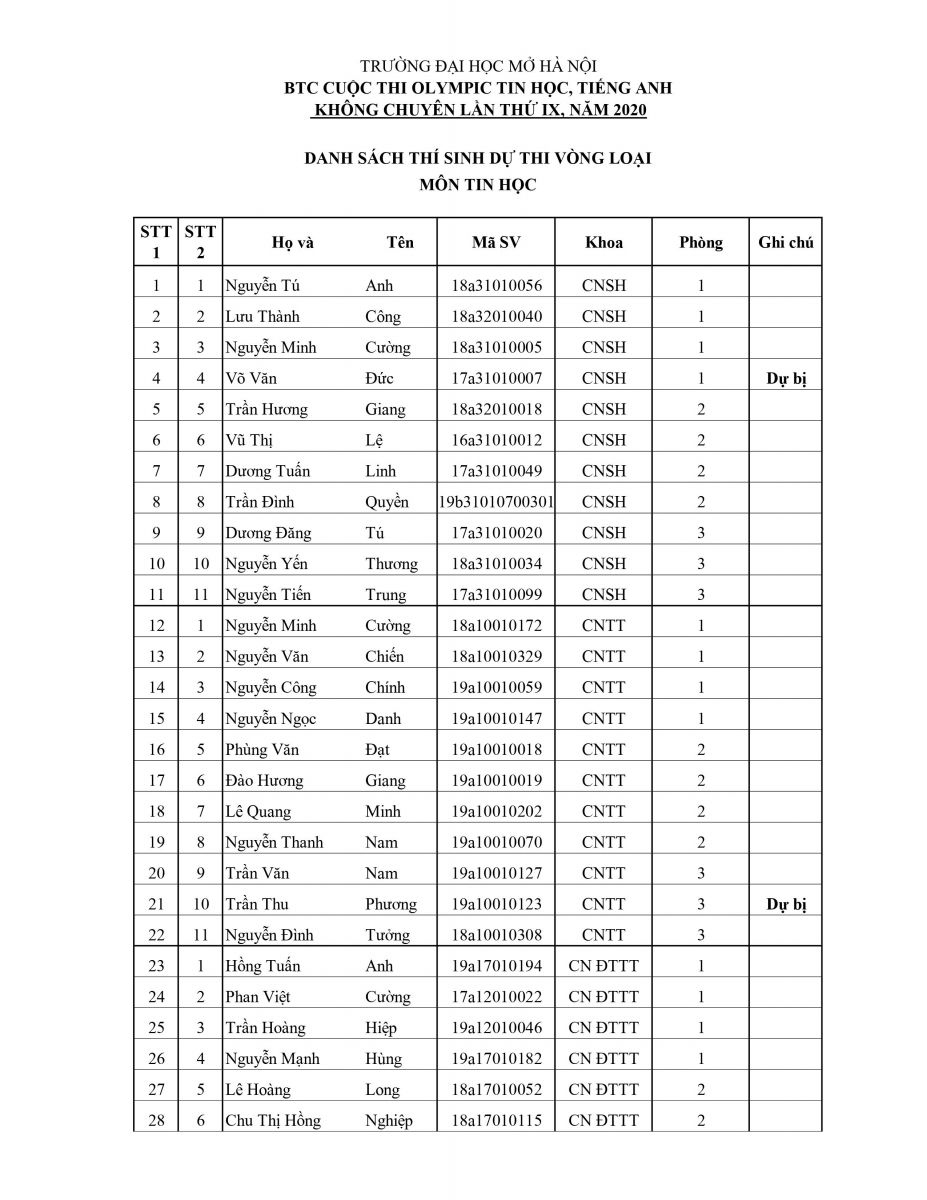 TRƯỜNG ĐẠI HỌC MỞ HÀ NỘI
BTC CUỘC THI OLYMPIC TIN HỌC, TIẾNG ANH
KHÔNG CHUYÊN LẦN THỨ IX, NĂM 2020
DANH SÁCH THÍ SINH DỰ THI VÒNG LOẠI
MÔN TIN HỌC
STT 1 STT 2 Họ và Tên Mã SV Khoa Phòng Ghi chú
1 1 Nguyễn Tú Anh 18a31010056 CNSH 1
2 2 Lưu Thành Công 18a32010040 CNSH 1
3 3 Nguyễn Minh Cường 18a31010005 CNSH 1
4 4 Võ Văn Đức 17a31010007 CNSH 1 Dự bị
5 5 Trần Hương Giang 18a32010018 CNSH 2
6 6 Vũ Thị Lệ 16a31010012 CNSH 2
7 7 Dương Tuấn Linh 17a31010049 CNSH 2
8 8 Trần Đình Quyền 19b31010700301 CNSH 2
9 9 Dương Đăng Tú 17a31010020 CNSH 3
10 10 Nguyễn Yến Thương 18a31010034 CNSH 3
11 11 Nguyễn Tiến Trung 17a31010099 CNSH 3
12 1 Nguyễn Minh Cường 18a10010172 CNTT 1
13 2 Nguyễn Văn Chiến 18a10010329 CNTT 1
14 3 Nguyễn Công Chính 19a10010059 CNTT 1
15 4 Nguyễn Ngọc Danh 19a10010147 CNTT 1
16 5 Phùng Văn Đạt 19a10010018 CNTT 2
17 6 Đào Hương Giang 19a10010019 CNTT 2
18 7 Lê Quang Minh 19a10010202 CNTT 2
19 8 Nguyễn Thanh Nam 19a10010070 CNTT 2
20 9 Trần Văn Nam 19a10010127 CNTT 3
21 10 Trần Thu Phương 19a10010123 CNTT 3 Dự bị
22 11 Nguyễn Đình Tưởng 18a10010308 CNTT 3
23 1 Hồng Tuấn Anh 19a17010194 CN ĐTTT 1
24 2 Phan Việt Cường 17a12010022 CN ĐTTT 1
25 3 Trần Hoàng Hiệp 19a12010046 CN ĐTTT 1
26 4 Nguyễn Mạnh Hùng 19a17010182 CN ĐTTT 1
27 5 Lê Hoàng Long 18a17010052 CN ĐTTT 2
28 6 Chu Thị Hồng Nghiệp 18a17010115 CN ĐTTT 2